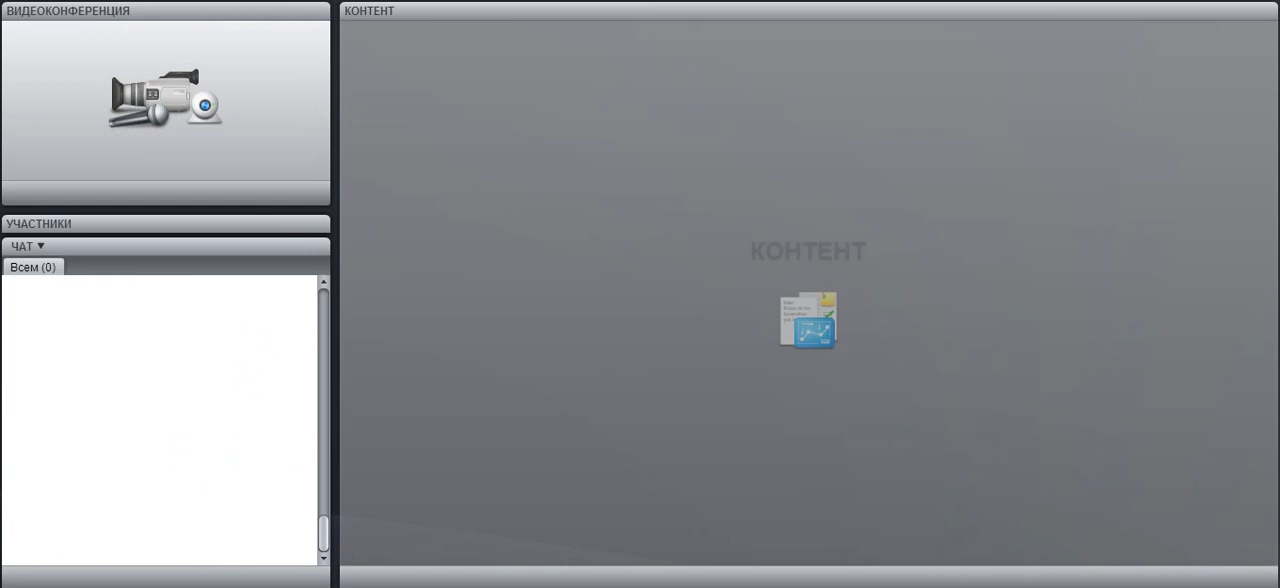 ВИДЕОКОНФЕРЕНЦИЯ
КОНТЕНТ
УЧАСТНИКИ
ЧАТ
Всем (0)
КОНТЕНТ